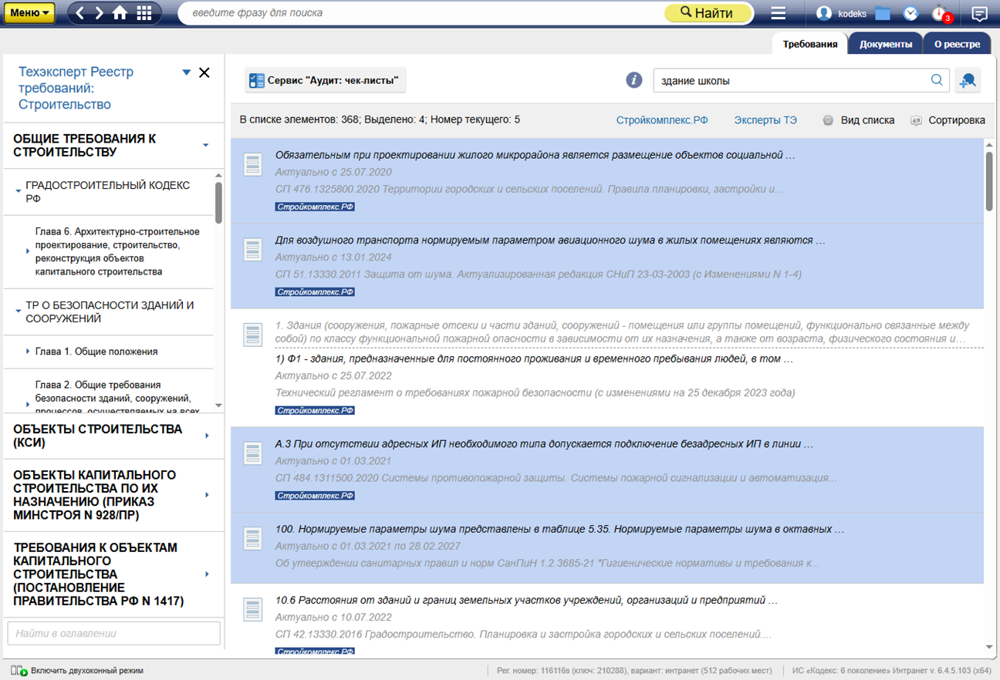 Меню
введите фразу для поиска
Найти
kodeks
3
Требования
Документы
О реестре
Техэксперт Реестр
требований:
Строительство
ОБЩИЕ ТРЕБОВАНИЯ К
СТРОИТЕЛЬСТВУ
ГРАДОСТРОИТЕЛЬНЫЙ КОДЕКС
РФ
Глава 6. Архитектурно-строительное
проектирование, строительство,
реконструкция объектов
капитального строительства
ТР О БЕЗОПАСНОСТИ ЗДАНИЙ И
СООРУЖЕНИЙ
Глава 1. Общие положения
Глава 2. Общие требования
безопасности зданий, сооружений,
процессов, осуществляемых на всех
ОБЪЕКТЫ СТРОИТЕЛЬСТВА
(КСИ)
ОБЪЕКТЫ КАПИТАЛЬНОГО
СТРОИТЕЛЬСТВА ПО ИХ
НАЗНАЧЕНИЮ (ПРИКАЗ
МИНСТРОЯ N 928/ПР)
ТРЕБОВАНИЯ К ОБЪЕКТАМ
КАПИТАЛЬНОГО
СТРОИТЕЛЬСТВА
(ПОСТАНОВЛЕНИЕ
ПРАВИТЕЛЬСТВА РФ N 1417)
Найти в оглавлении
Сервис "Аудит: чек-листы"
здание школы
В списке элементов: 368; Выделено: 4; Номер текущего: 5
Стройкомплекс.РФ
Эксперты ТЭ
Вид списка
Сортировка
Обязательным при проектировании жилого микрорайона является размещение объектов социальной ...
Актуально с 25.07.2020
СП 476.1325800.2020 Территории городских и сельских поселений. Правила планировки, застройки и...
Стройкомплекс.РФ
Для воздушного транспорта нормируемым параметром авиационного шума в жилых помещениях являются ...
Актуально с 13.01.2024
СП 51.13330.2011 Защита от шума. Актуализированная редакция СНиП 23-03-2003 (с Изменениями N 1-4)
Стройкомплекс.РФ
1. Здания (сооружения, пожарные отсеки и части зданий, сооружений - помещения или группы помещений, функционально связанные между
собой) по классу функциональной пожарной опасности в зависимости от их назначения, а также от возраста, физического состояния и...
1) Ф1 - здания, предназначенные для постоянного проживания и временного пребывания людей, в том ...
Актуально с 25.07.2022
Технический регламент о требованиях пожарной безопасности (с изменениями на 25 декабря 2023 года)
Стройкомплекс.РФ
А.3 При отсутствии адресных ИП необходимого типа допускается подключение безадресных ИП в линии ...
Актуально с 01.03.2021
СП 484.1311500.2020 Системы противопожарной защиты. Системы пожарной сигнализации и автоматизация...
Стройкомплекс.РФ
100. Нормируемые параметры шума представлены в таблице 5.35. Нормируемые параметры шума в октавных ...
Актуально с 01.03.2021 по 28.02.2027
Об утверждении санитарных правил и норм СанПиН 1.2.3685-21 "Гигиенические нормативы и требования к...
10.6 Расстояния от зданий и границ земельных участков учреждений, организаций и предприятий ...
Актуально с 10.07.2022
СП 42.13330.2016 Градостроительство. Планировка и застройка городских и сельских поселений....
Стройкомплекс.РФ
Включить двухоконный режим
Рег. номер: 116116s (ключ: 210288), вариант: интранет (512 рабочих мест)
ИС «Кодекс: 6 поколение» Интранет v. 6.4.5.103 (x64)